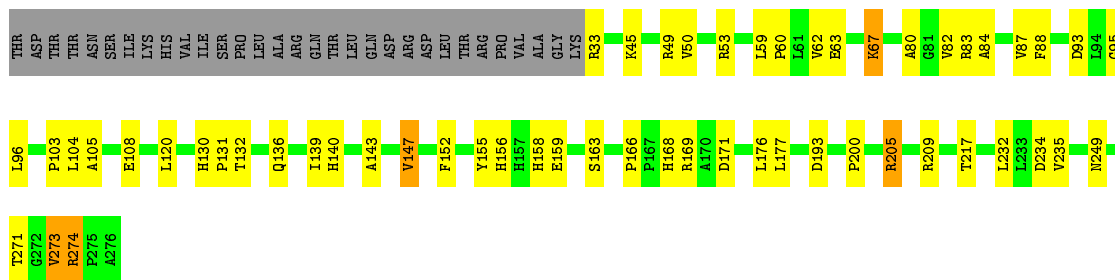 THR ASP THR THR ASN SER ILE LYS HIS VAL ILE SER PRO LEU ALA ARG GLN THR LEU GLN ASP ARG ASP LEU THR ARG PRO VAL ALA GLY LYS R33 K45 R49 V50 R53 L59 P60 L61 V62 E63 K67 A80 G81 V82 R83 A84 V87 F88 D93 L94
L96 P103 L104 A105 E108 L120 H130 P131 T132 Q136 I139 H140 A143 V147 F152 Y155 H156 H157 H158 E159 S163 P166 P167 H168 R169 A170 D171 L176 L177 D193 P200 R205 R209 T217 L232 L233 D234 V235 N249
T271 G272 V273 R274 P275 A276